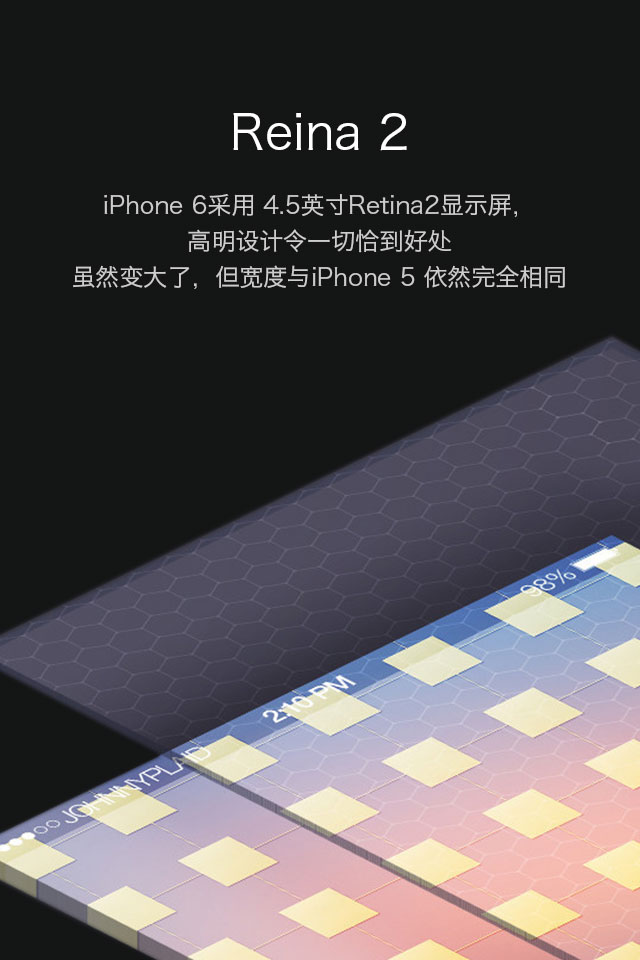 Reina 2
iPhone 6采用 4.5英寸Retina2显示屏，
高明设计令一切恰到好处
虽然变大了，但宽度与iPhone 5 依然完全相同
98%
2:10 PM
JOHNNYPLAID